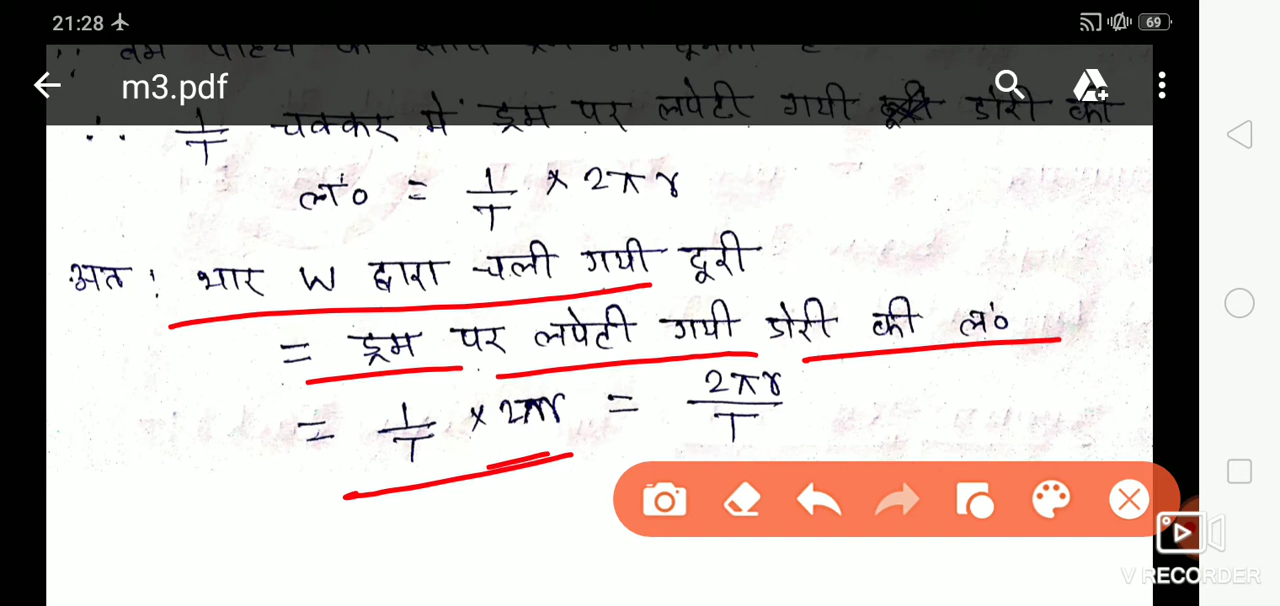 21:28
69
m3.pdf
∴ 1/T चक्कर में ड्रम पर लपेटी गयी डोरी की
लं० = 1/T × 2πr
अत: भार W द्वारा चली गयी दूरी
= ड्रम पर लपेटी गयी डोरी की लं०
= 1/T × 2πr = 2πr/T
V RECORDER